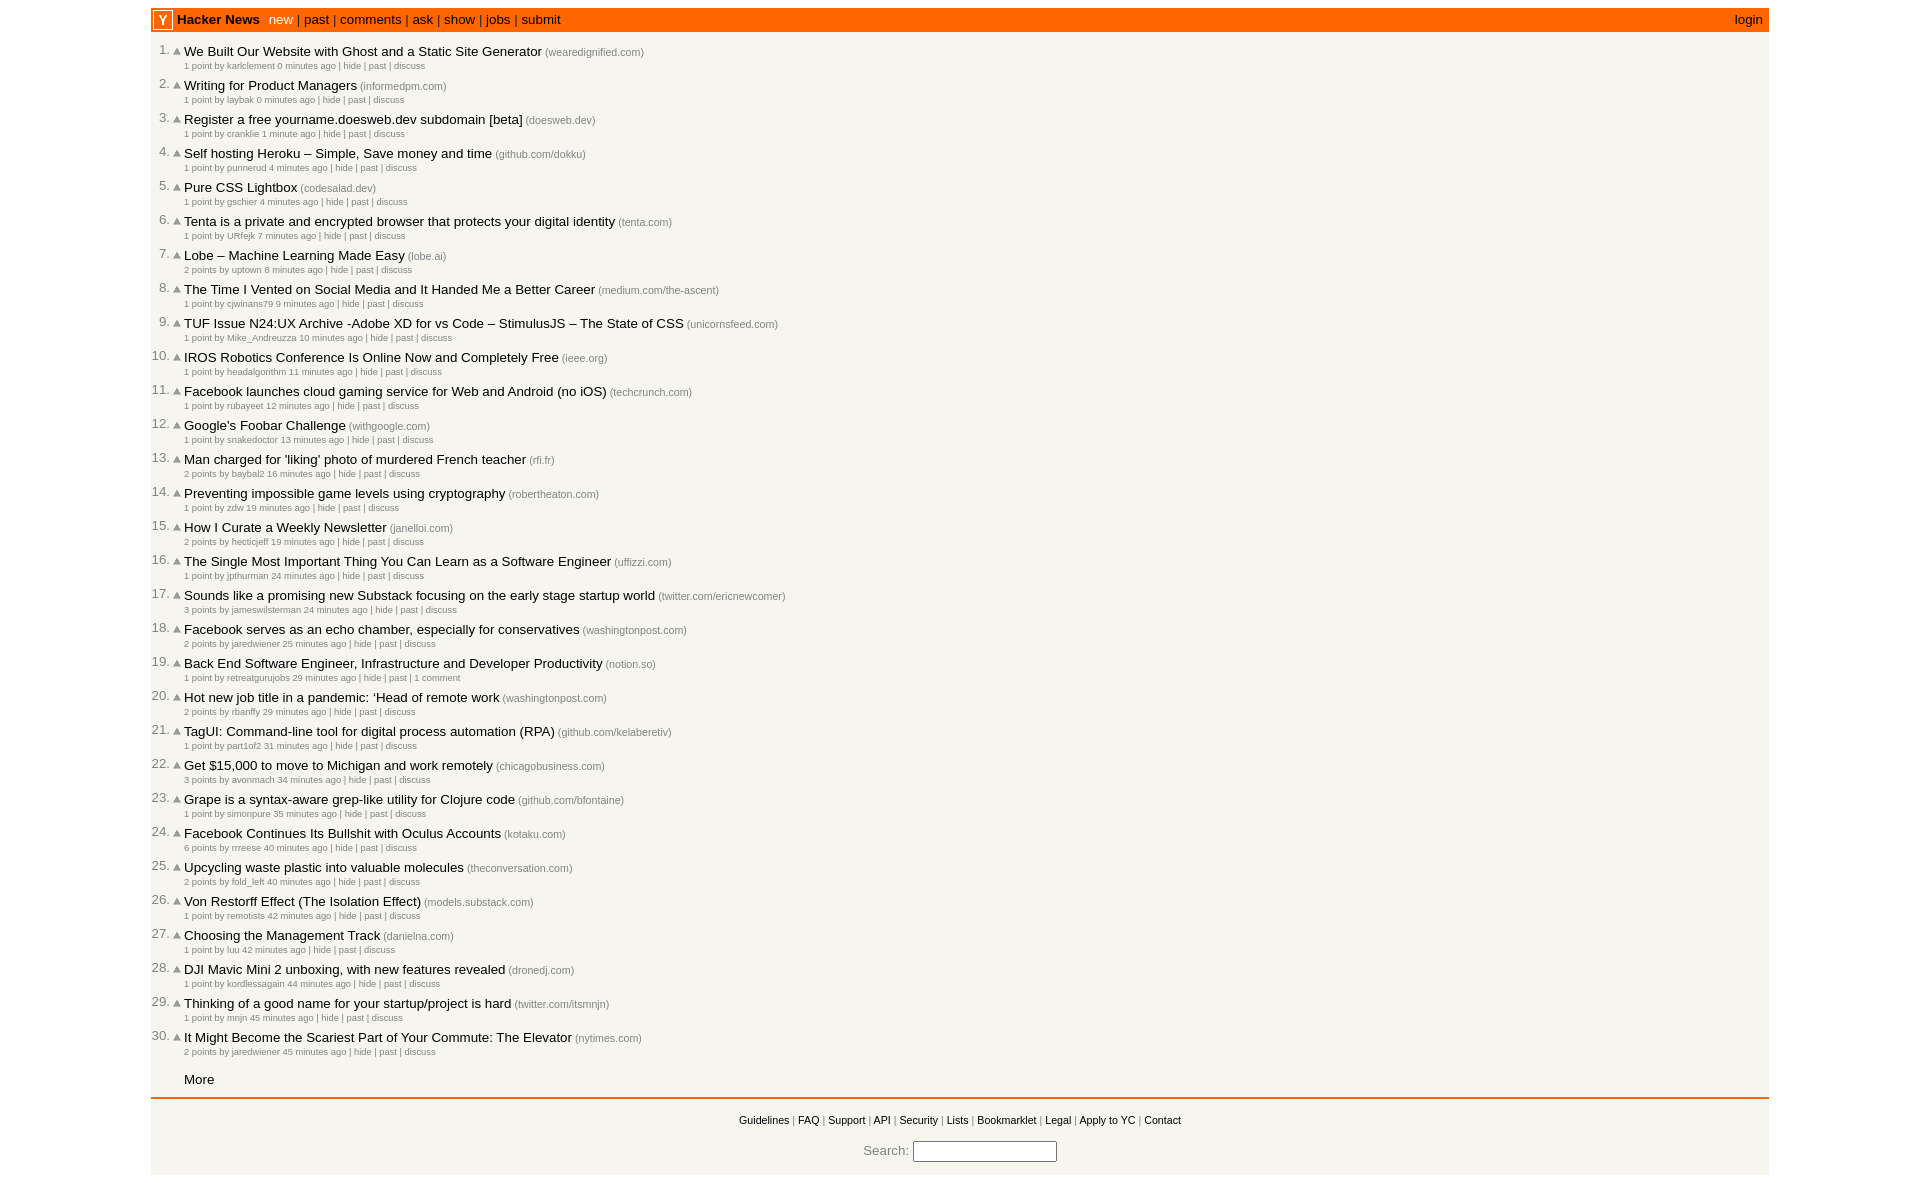 Y Hacker News new | past | comments | ask | show | jobs | submit login
1. We Built Our Website with Ghost and a Static Site Generator (wearedignified.com)
1 point by karlclement 0 minutes ago | hide | past | discuss
2. Writing for Product Managers (informedpm.com)
1 point by laybak 0 minutes ago | hide | past | discuss
3. Register a free yourname.doesweb.dev subdomain [beta] (doesweb.dev)
1 point by cranklie 1 minute ago | hide | past | discuss
4. Self hosting Heroku – Simple, Save money and time (github.com/dokku)
1 point by punnerud 4 minutes ago | hide | past | discuss
5. Pure CSS Lightbox (codesalad.dev)
1 point by gschier 4 minutes ago | hide | past | discuss
6. Tenta is a private and encrypted browser that protects your digital identity (tenta.com)
1 point by URfejk 7 minutes ago | hide | past | discuss
7. Lobe – Machine Learning Made Easy (lobe.ai)
2 points by uptown 8 minutes ago | hide | past | discuss
8. The Time I Vented on Social Media and It Handed Me a Better Career (medium.com/the-ascent)
1 point by cjwinans79 9 minutes ago | hide | past | discuss
9. TUF Issue N24:UX Archive -Adobe XD for vs Code – StimulusJS – The State of CSS (unicornsfeed.com)
1 point by Mike_Andreuzza 10 minutes ago | hide | past | discuss
10. IROS Robotics Conference Is Online Now and Completely Free (ieee.org)
1 point by headalgorithm 11 minutes ago | hide | past | discuss
11. Facebook launches cloud gaming service for Web and Android (no iOS) (techcrunch.com)
1 point by rubayeet 12 minutes ago | hide | past | discuss
12. Google's Foobar Challenge (withgoogle.com)
1 point by snakedoctor 13 minutes ago | hide | past | discuss
13. Man charged for 'liking' photo of murdered French teacher (rfi.fr)
2 points by baybal2 16 minutes ago | hide | past | discuss
14. Preventing impossible game levels using cryptography (robertheaton.com)
1 point by zdw 19 minutes ago | hide | past | discuss
15. How I Curate a Weekly Newsletter (janelloi.com)
2 points by hecticjeff 19 minutes ago | hide | past | discuss
16. The Single Most Important Thing You Can Learn as a Software Engineer (uffizzi.com)
1 point by jpthurman 24 minutes ago | hide | past | discuss
17. Sounds like a promising new Substack focusing on the early stage startup world (twitter.com/ericnewcomer)
3 points by jameswilsterman 24 minutes ago | hide | past | discuss
18. Facebook serves as an echo chamber, especially for conservatives (washingtonpost.com)
2 points by jaredwiener 25 minutes ago | hide | past | discuss
19. Back End Software Engineer, Infrastructure and Developer Productivity (notion.so)
1 point by retreatgurujobs 29 minutes ago | hide | past | 1 comment
20. Hot new job title in a pandemic: ‘Head of remote work (washingtonpost.com)
2 points by rbanffy 29 minutes ago | hide | past | discuss
21. TagUI: Command-line tool for digital process automation (RPA) (github.com/kelaberetiv)
1 point by part1of2 31 minutes ago | hide | past | discuss
22. Get $15,000 to move to Michigan and work remotely (chicagobusiness.com)
3 points by avonmach 34 minutes ago | hide | past | discuss
23. Grape is a syntax-aware grep-like utility for Clojure code (github.com/bfontaine)
1 point by simonpure 35 minutes ago | hide | past | discuss
24. Facebook Continues Its Bullshit with Oculus Accounts (kotaku.com)
6 points by rrreese 40 minutes ago | hide | past | discuss
25. Upcycling waste plastic into valuable molecules (theconversation.com)
2 points by fold_left 40 minutes ago | hide | past | discuss
26. Von Restorff Effect (The Isolation Effect) (models.substack.com)
1 point by remotists 42 minutes ago | hide | past | discuss
27. Choosing the Management Track (danielna.com)
1 point by luu 42 minutes ago | hide | past | discuss
28. DJI Mavic Mini 2 unboxing, with new features revealed (dronedj.com)
1 point by kordlessagain 44 minutes ago | hide | past | discuss
29. Thinking of a good name for your startup/project is hard (twitter.com/itsmnjn)
1 point by mnjn 45 minutes ago | hide | past | discuss
30. It Might Become the Scariest Part of Your Commute: The Elevator (nytimes.com)
2 points by jaredwiener 45 minutes ago | hide | past | discuss
More
Guidelines | FAQ | Support | API | Security | Lists | Bookmarklet | Legal | Apply to YC | Contact
Search: